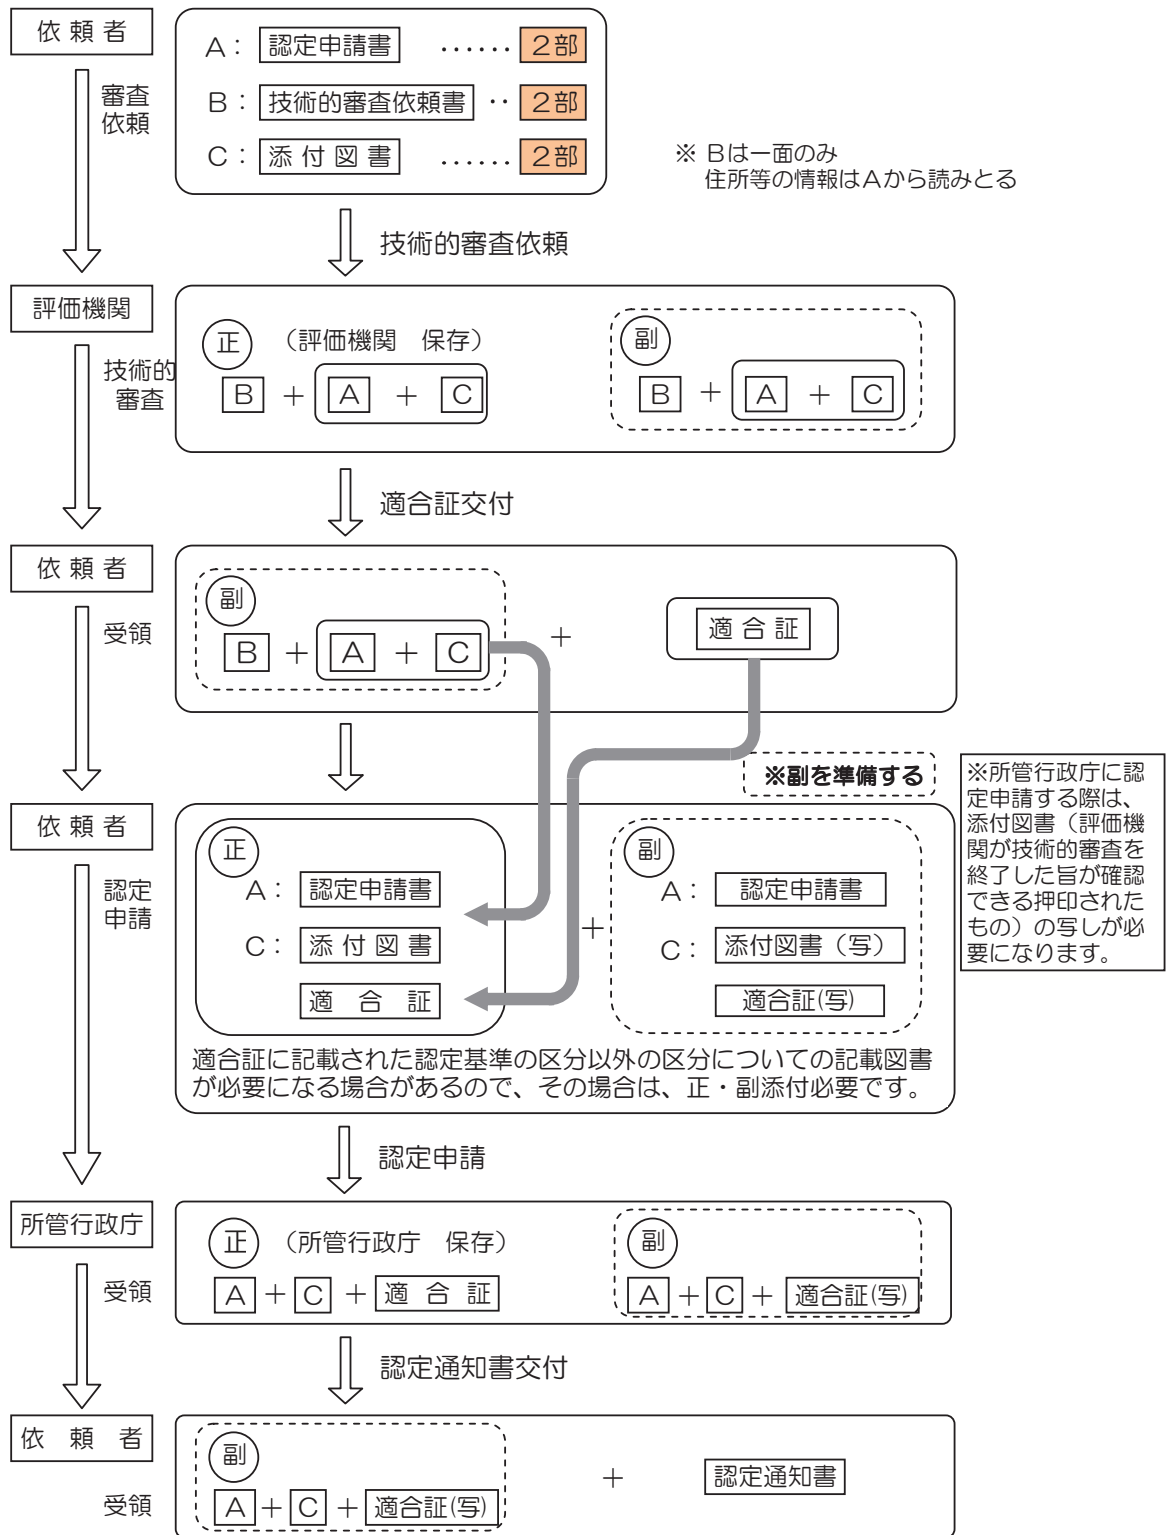 依 頼 者
A： 認定申請書 …… ２部
B： 技術的審査依頼書 ‥ ２部
C： 添 付 図 書 …… ２部
審査
依頼
※ Bは一面のみ
住所等の情報はAから読みとる
技術的審査依頼
評価機関
正 （評価機関　保存）
B ＋ A ＋ C
副
B ＋ A ＋ C
技術的
審査
適合証交付
依 頼 者
副
B ＋ A ＋ C
＋
適 合 証
受領
※副を準備する
※所管行政庁に認
定申請する際は、
添付図書（評価機
関が技術的審査を
終了した旨が確認
できる押印された
もの）の写しが必
要になります。
依 頼 者
認定
申請
正
A： 認定申請書
C： 添 付 図 書
適 合 証
＋
副
A： 認定申請書
C： 添付図書（写）
適合証(写)
適合証に記載された認定基準の区分以外の区分についての記載図書
が必要になる場合があるので、その場合は、正・副添付必要です。
認定申請
所管行政庁
正 （所管行政庁　保存）
A ＋ C ＋ 適 合 証
副
A ＋ C ＋ 適合証(写)
受領
認定通知書交付
依 頼 者
副
A ＋ C ＋ 適合証(写)
＋
認定通知書
受領